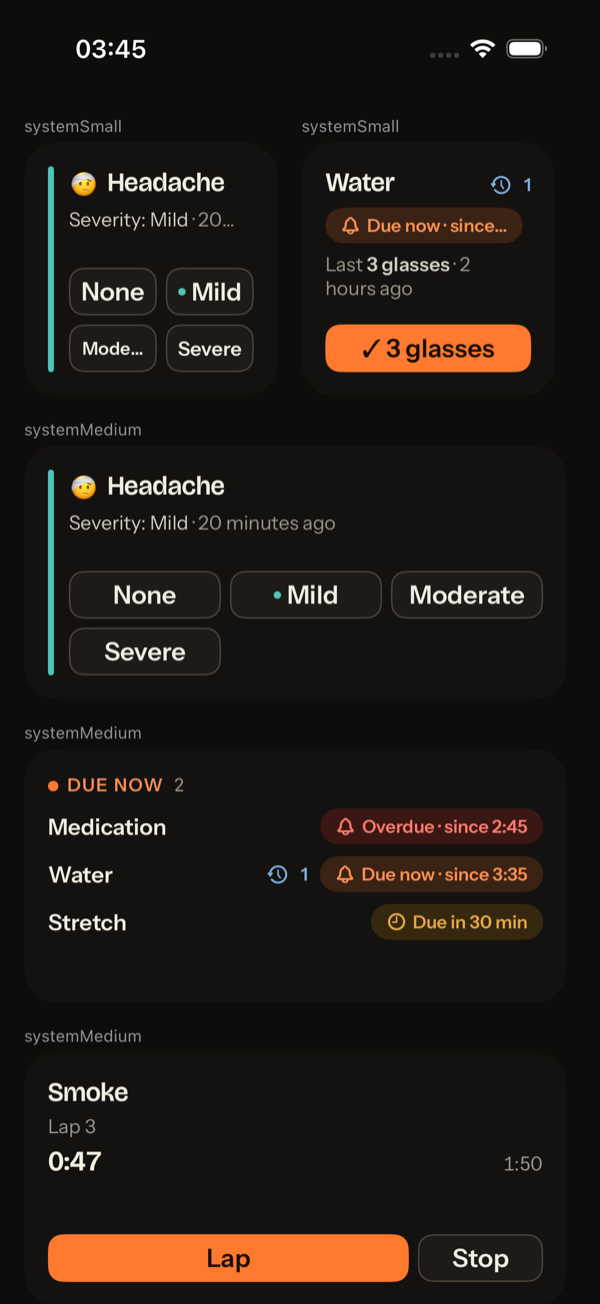 03:45
systemSmall
🤕 Headache
Severity: Mild · 20…
None
• Mild
Mode…
Severe
systemSmall
Water
1
Due now · since…
Last 3 glasses · 2
hours ago
✓ 3 glasses
systemMedium
🤕 Headache
Severity: Mild · 20 minutes ago
None
• Mild
Moderate
Severe
systemMedium
DUE NOW 2
Medication
Overdue · since 2:45
Water
1
Due now · since 3:35
Stretch
Due in 30 min
systemMedium
Smoke
Lap 3
0:47
1:50
Lap
Stop